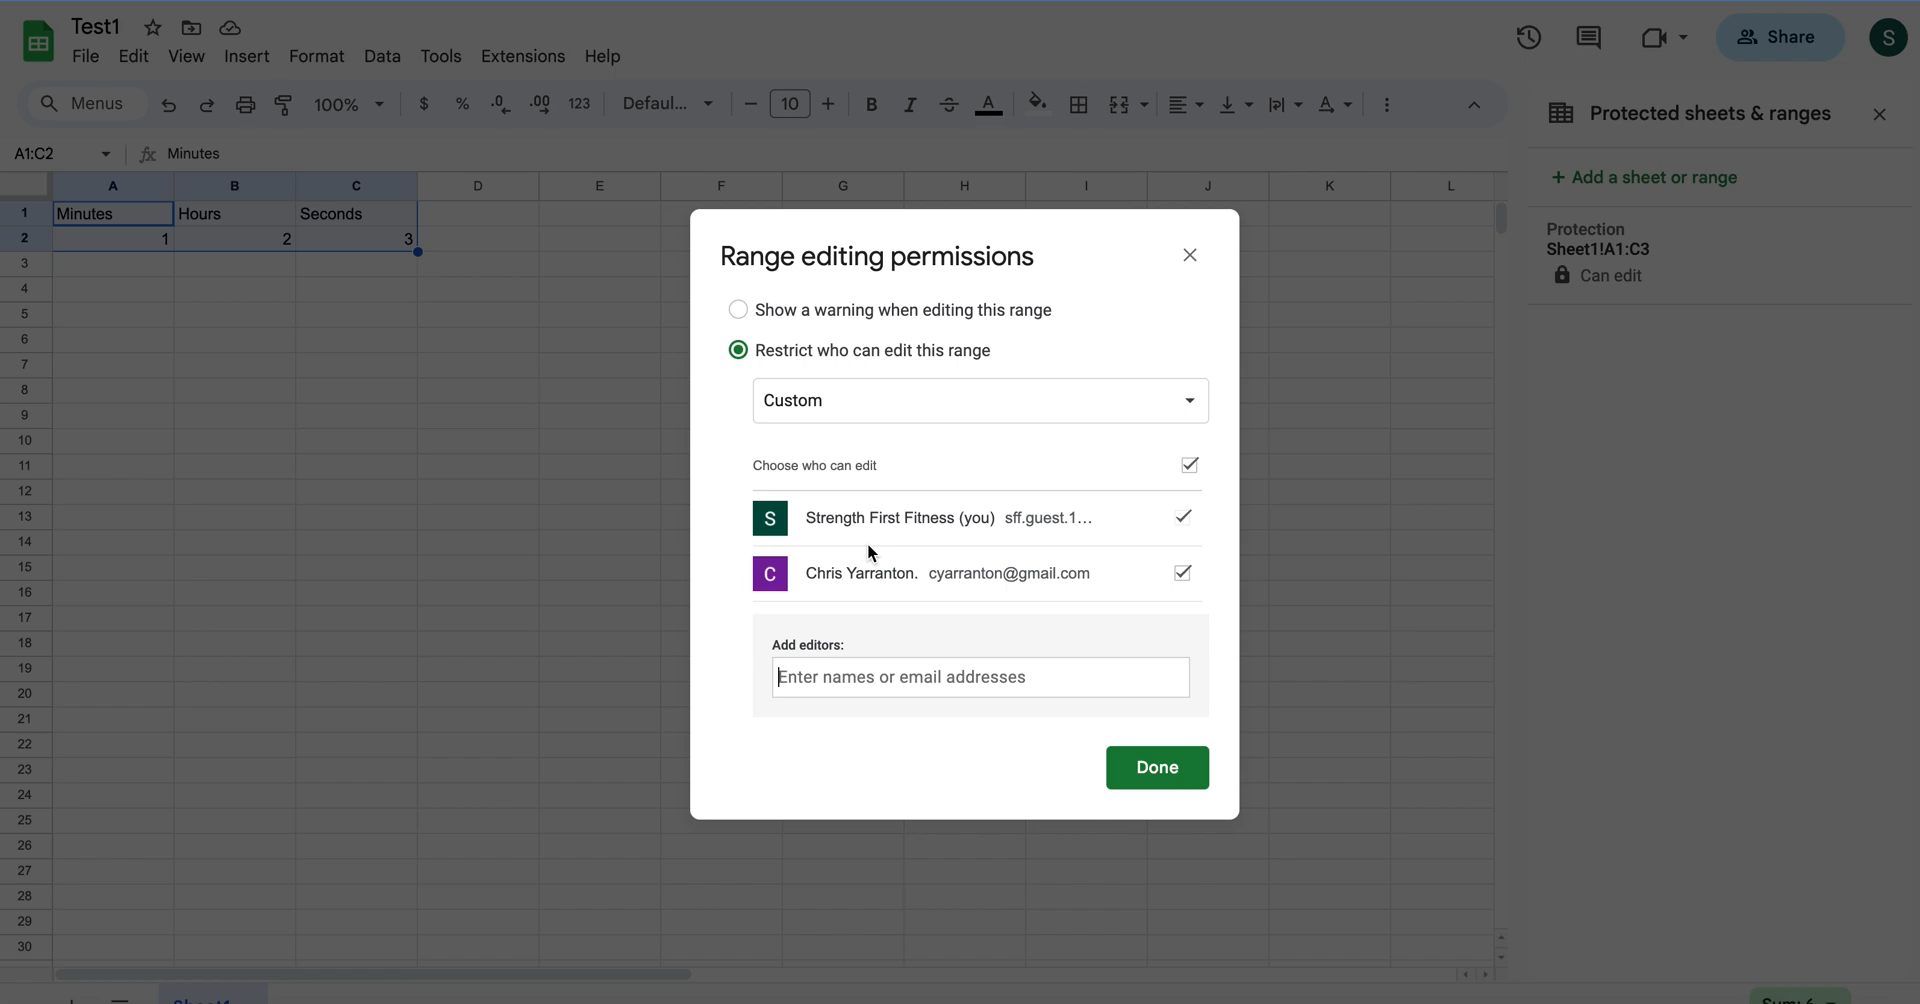 Test1
File Edit View Insert Format Data Tools Extensions Help
Share
S
Menus 100% $ % .0 .00 123 Defaul... 10 B I S A A
Protected sheets & ranges
A1:C2 fx Minutes
+ Add a sheet or range
A B C D E F G H I J K L
1 Minutes Hours Seconds
2 1 2 3
3
4
5
6
7
8
9
10
11
12
13
14
15
16
17
18
19
20
21
22
23
24
25
26
27
28
29
30
Protection
Sheet1!A1:C3
Can edit
Range editing permissions
Show a warning when editing this range
Restrict who can edit this range
Custom
Choose who can edit
S Strength First Fitness (you) sff.guest.1...
C Chris Yarranton. cyarranton@gmail.com
Add editors:
Enter names or email addresses
Done
Sheet1
Sum: 6